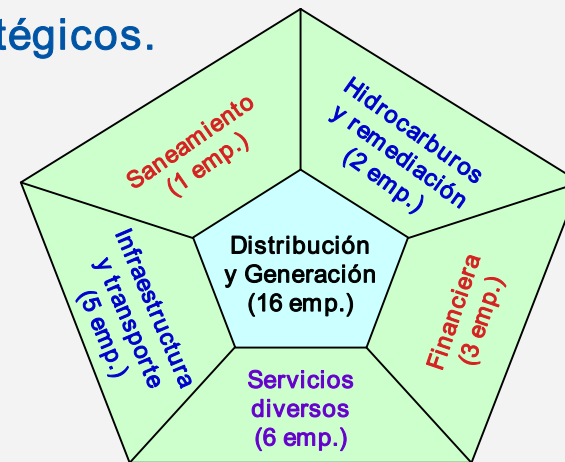 tégicos.
Saneamiento
(1 emp.)
Hidrocarburos
y remediación
(2 emp.)
Distribución
y Generación
(16 emp.)
Infraestructura
y transporte
(5 emp.)
Financiera
(3 emp.)
Servicios
diversos
(6 emp.)